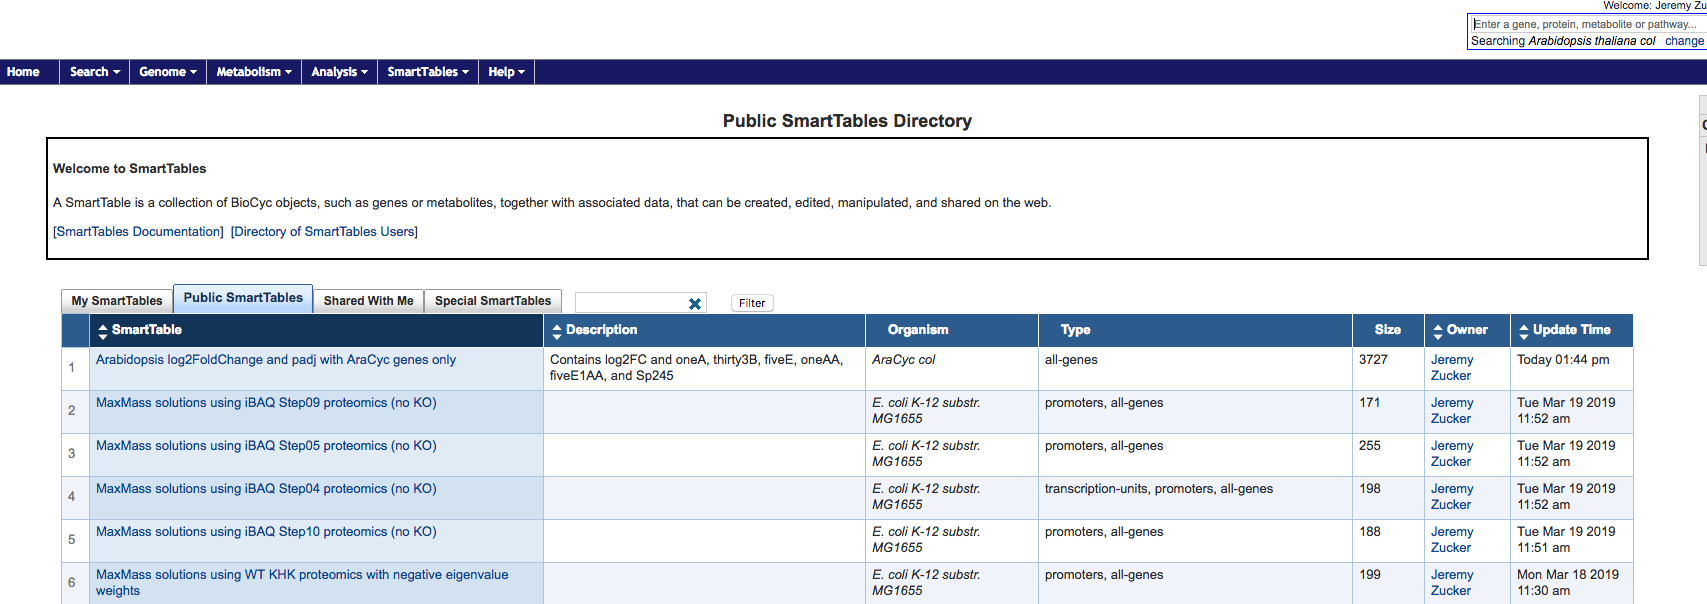 Welcome: Jeremy Zu
Enter a gene, protein, metabolite or pathway...
Searching Arabidopsis thaliana col change
Home Search Genome Metabolism Analysis SmartTables Help
Public SmartTables Directory
Welcome to SmartTables
A SmartTable is a collection of BioCyc objects, such as genes or metabolites, together with associated data, that can be created, edited, manipulated, and shared on the web.
[SmartTables Documentation] [Directory of SmartTables Users]
My SmartTables Public SmartTables Shared With Me Special SmartTables Filter
SmartTable Description Organism Type Size Owner Update Time
1 Arabidopsis log2FoldChange and padj with AraCyc genes only Contains log2FC and oneA, thirty3B, fiveE, oneAA, AraCyc col all-genes 3727 Jeremy Today 01:44 pm
fiveE1AA, and Sp245 Zucker
2 MaxMass solutions using iBAQ Step09 proteomics (no KO) E. coli K-12 substr. promoters, all-genes 171 Jeremy Tue Mar 19 2019
MG1655 Zucker 11:52 am
3 MaxMass solutions using iBAQ Step05 proteomics (no KO) E. coli K-12 substr. promoters, all-genes 255 Jeremy Tue Mar 19 2019
MG1655 Zucker 11:52 am
4 MaxMass solutions using iBAQ Step04 proteomics (no KO) E. coli K-12 substr. transcription-units, promoters, all-genes 198 Jeremy Tue Mar 19 2019
MG1655 Zucker 11:52 am
5 MaxMass solutions using iBAQ Step10 proteomics (no KO) E. coli K-12 substr. promoters, all-genes 188 Jeremy Tue Mar 19 2019
MG1655 Zucker 11:51 am
6 MaxMass solutions using WT KHK proteomics with negative eigenvalue E. coli K-12 substr. promoters, all-genes 199 Jeremy Mon Mar 18 2019
weights MG1655 Zucker 11:30 am